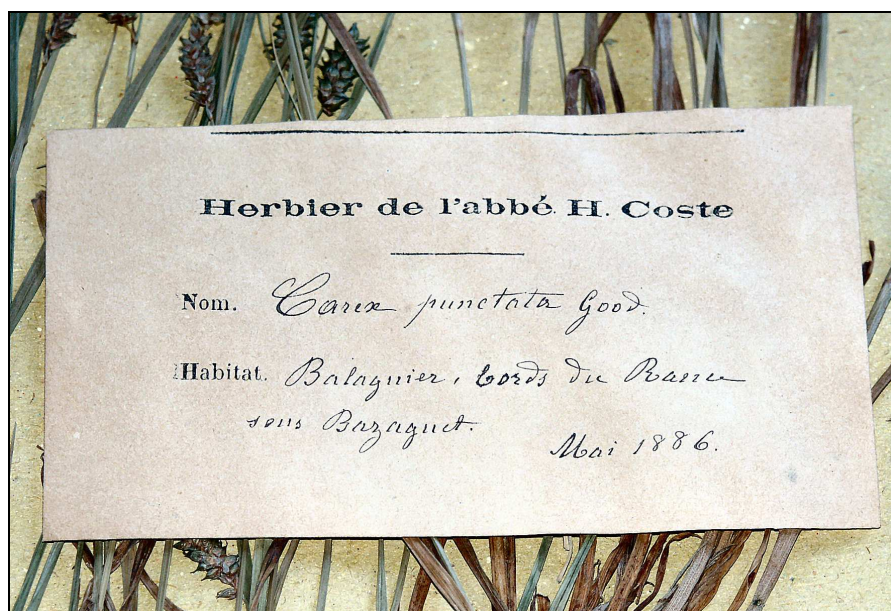 Herbier de l'abbé H. Coste
Nom. Carex punctata Good.
Habitat. Balaguier, bords du Rance
sous Bazaguet.
Mai 1886.